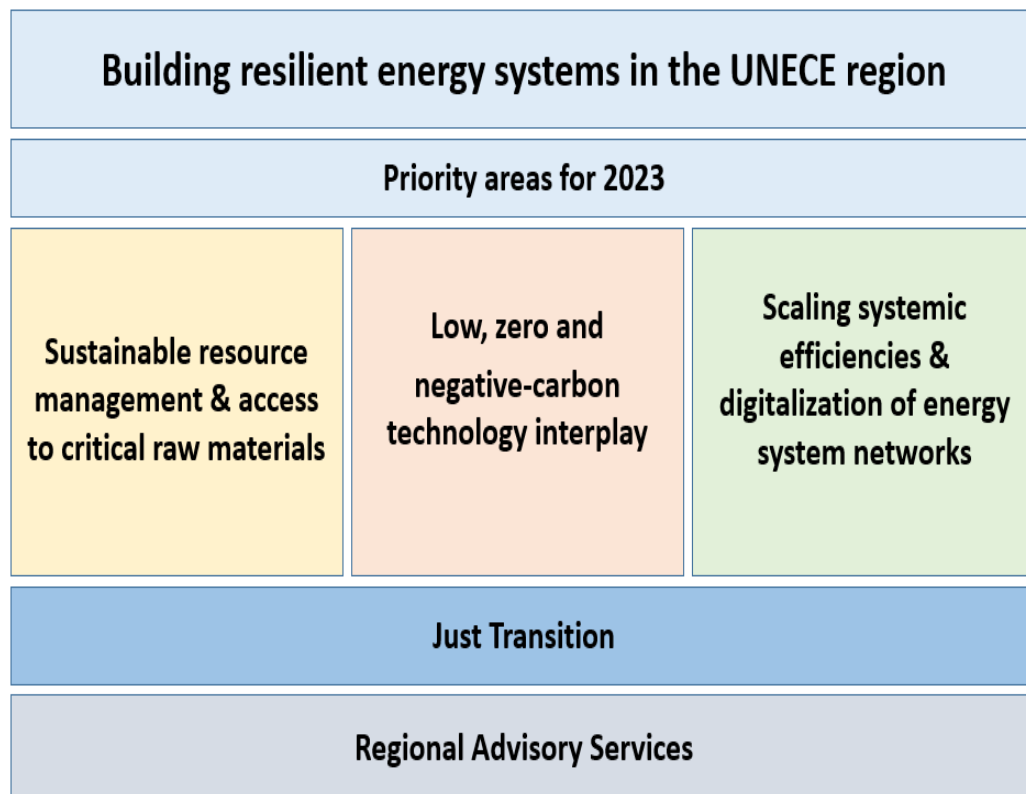 Building resilient energy systems in the UNECE region
Priority areas for 2023
Sustainable resource
management & access
to critical raw materials
Low, zero and
negative-carbon
technology interplay
Scaling systemic
efficiencies &
digitalization of energy
system networks
Just Transition
Regional Advisory Services